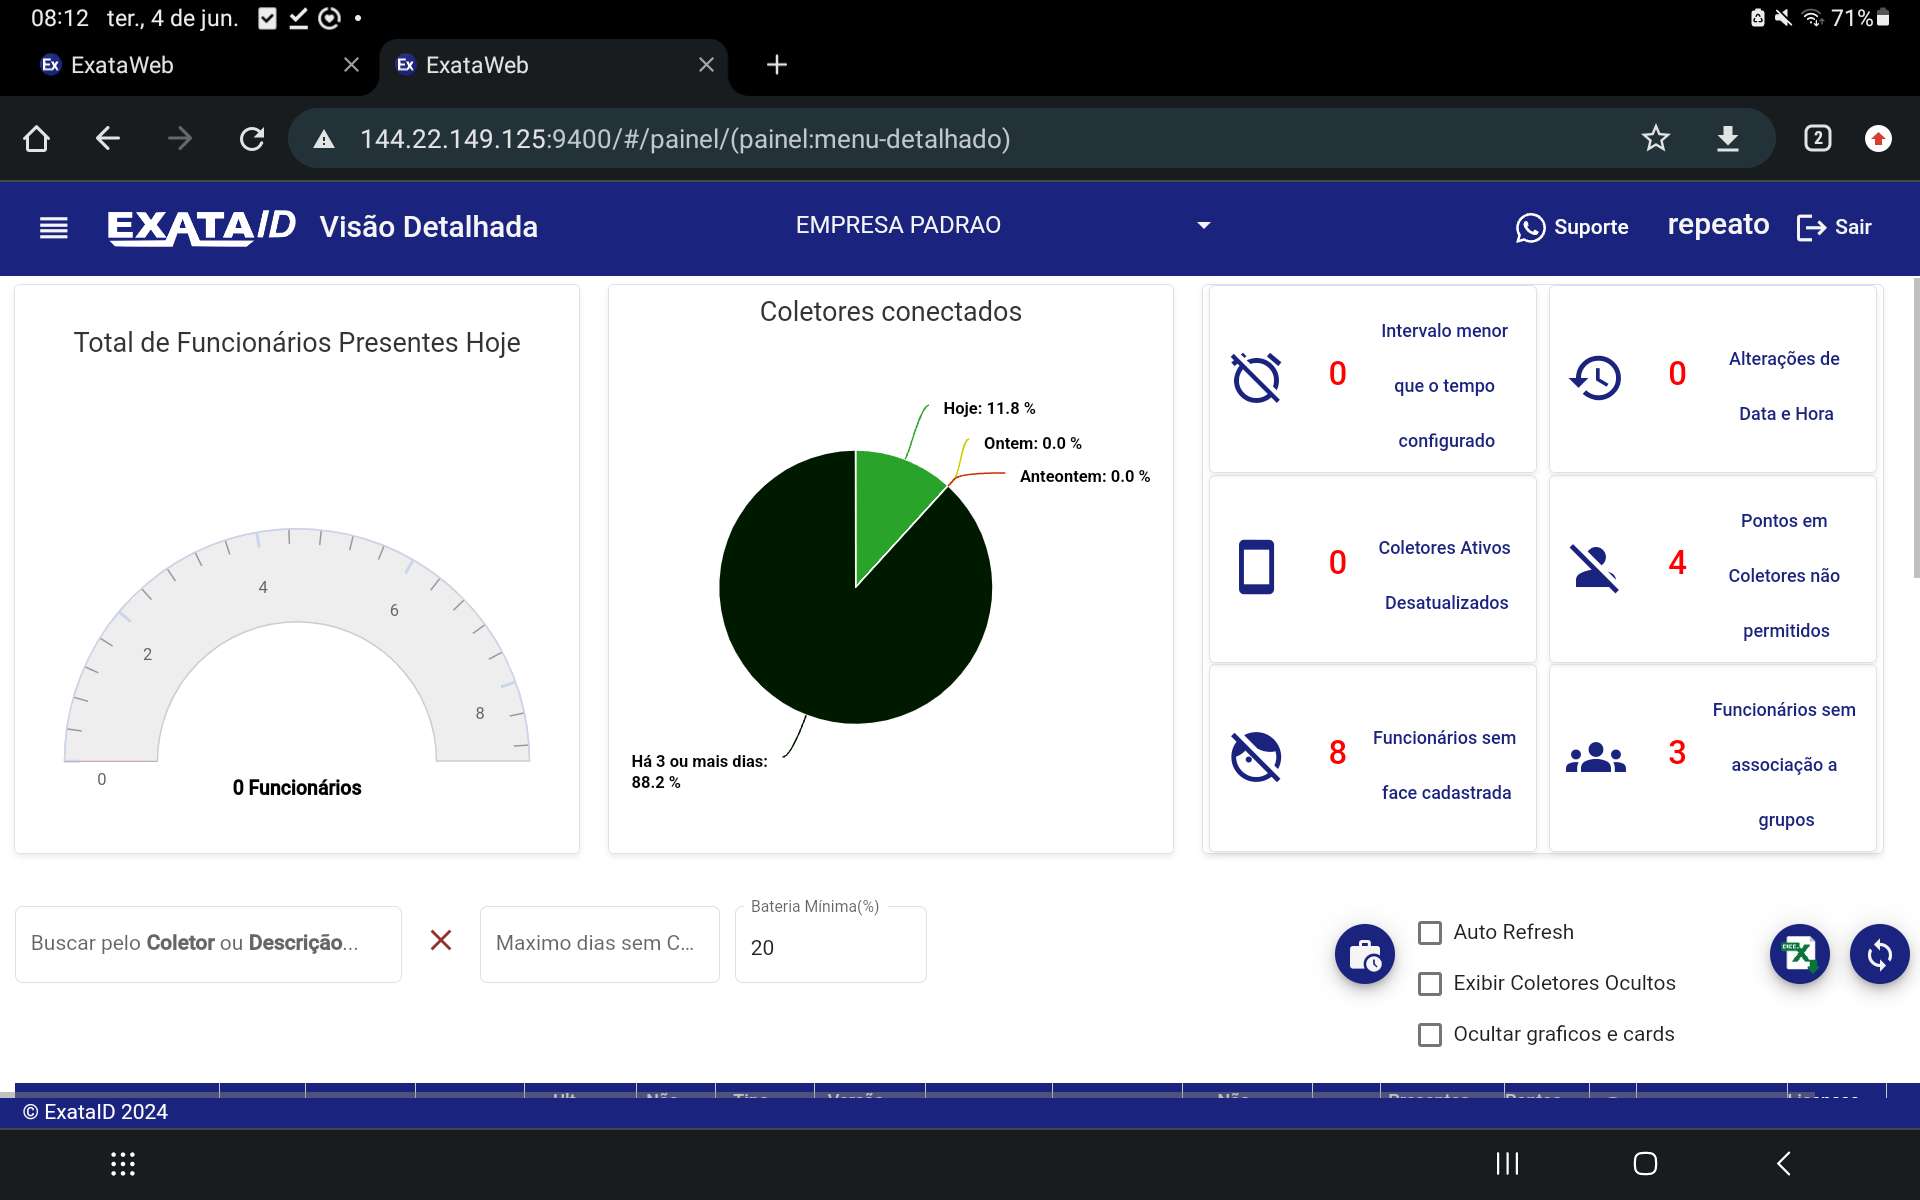 08:12 ter., 4 de jun.
71%
Ex ExataWeb
Ex ExataWeb
144.22.149.125:9400/#/painel/(painel:menu-detalhado)
2
EXATAID Visão Detalhada
EMPRESA PADRAO
Suporte
repeato
Sair
Total de Funcionários Presentes Hoje
0
2
4
6
8
0 Funcionários
Coletores conectados
Hoje: 11.8 %
Ontem: 0.0 %
Anteontem: 0.0 %
Há 3 ou mais dias:
88.2 %
0
Intervalo menor
que o tempo
configurado
0
Alterações de
Data e Hora
0
Coletores Ativos
Desatualizados
4
Pontos em
Coletores não
permitidos
8
Funcionários sem
face cadastrada
3
Funcionários sem
associação a
grupos
Buscar pelo Coletor ou Descrição...
Maximo dias sem C...
Bateria Mínima(%)
20
Auto Refresh
Exibir Coletores Ocultos
Ocultar graficos e cards
© ExataID 2024